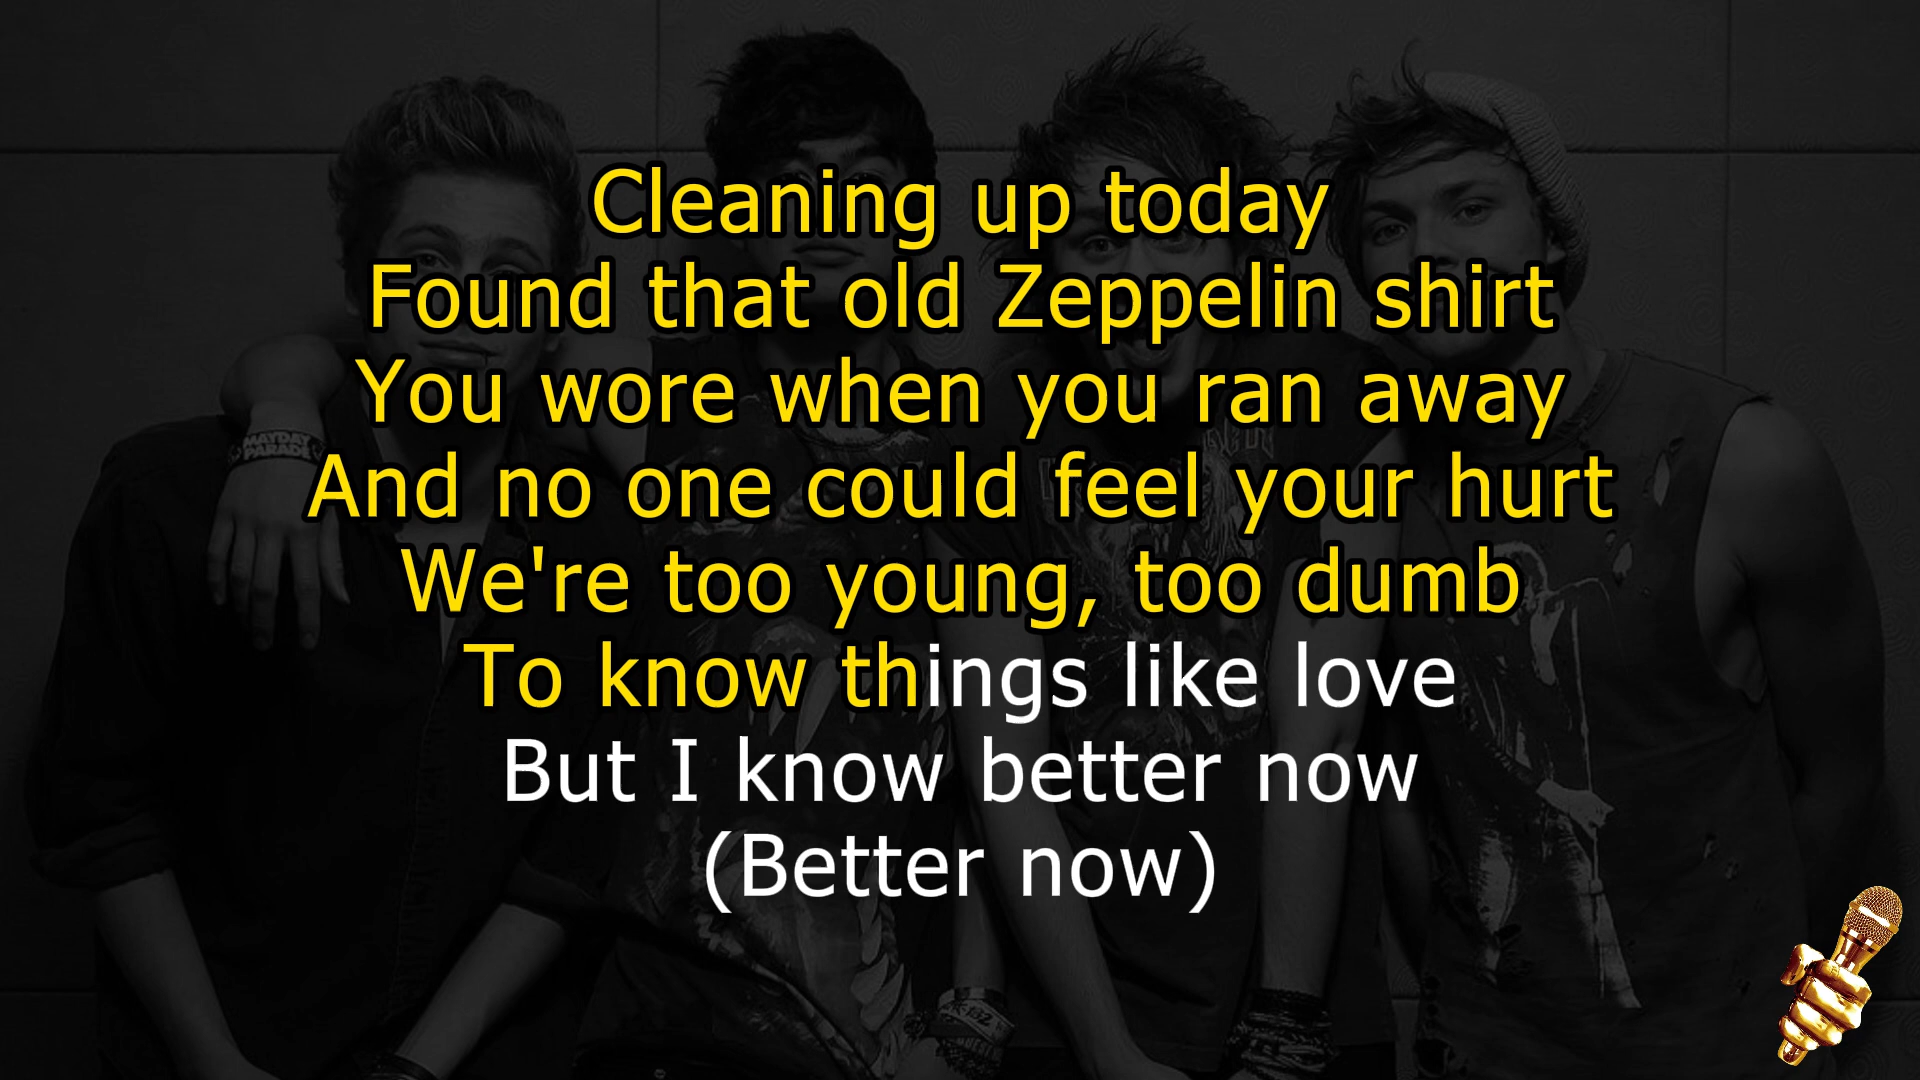 Cleaning up today
Found that old Zeppelin shirt
You wore when you ran away
And no one could feel your hurt
We're too young, too dumb
To know things like love
But I know better now
(Better now)
MAYDAY
PARADE